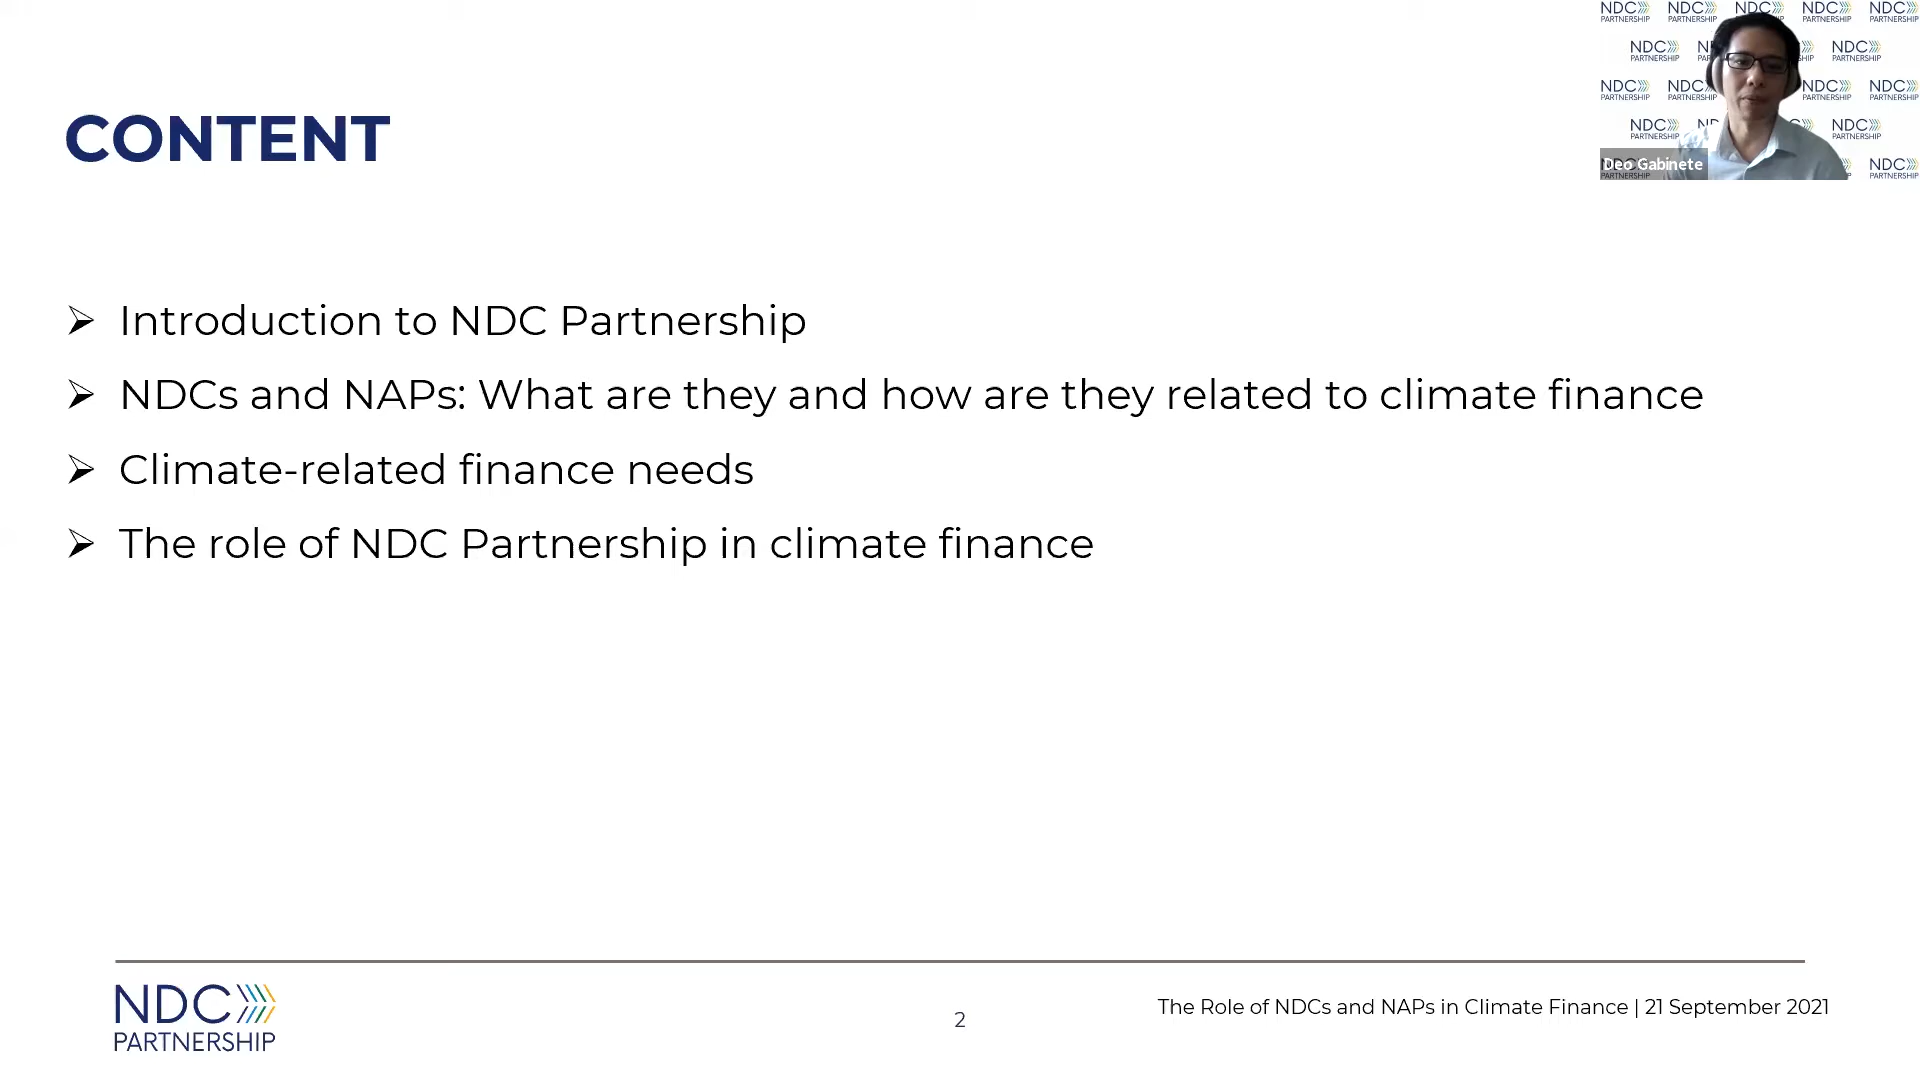 CONTENT
Deo Gabinete
➢ Introduction to NDC Partnership
➢ NDCs and NAPs: What are they and how are they related to climate finance
➢ Climate-related finance needs
➢ The role of NDC Partnership in climate finance
NDC
PARTNERSHIP
2
The Role of NDCs and NAPs in Climate Finance | 21 September 2021